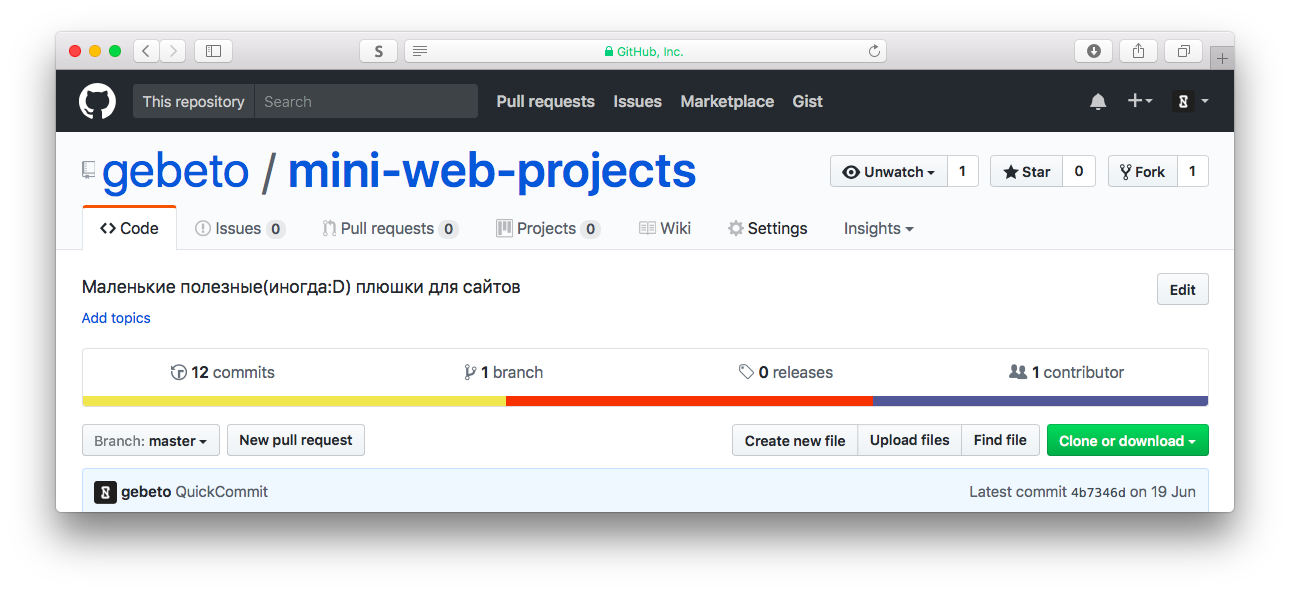 S
GitHub, Inc.
This repository Search Pull requests Issues Marketplace Gist
gebeto / mini-web-projects
Unwatch 1 Star 0 Fork 1
Code Issues 0 Pull requests 0 Projects 0 Wiki Settings Insights
Маленькие полезные(иногда:D) плюшки для сайтов
Edit
Add topics
12 commits 1 branch 0 releases 1 contributor
Branch: master New pull request Create new file Upload files Find file Clone or download
gebeto QuickCommit Latest commit 4b7346d on 19 Jun